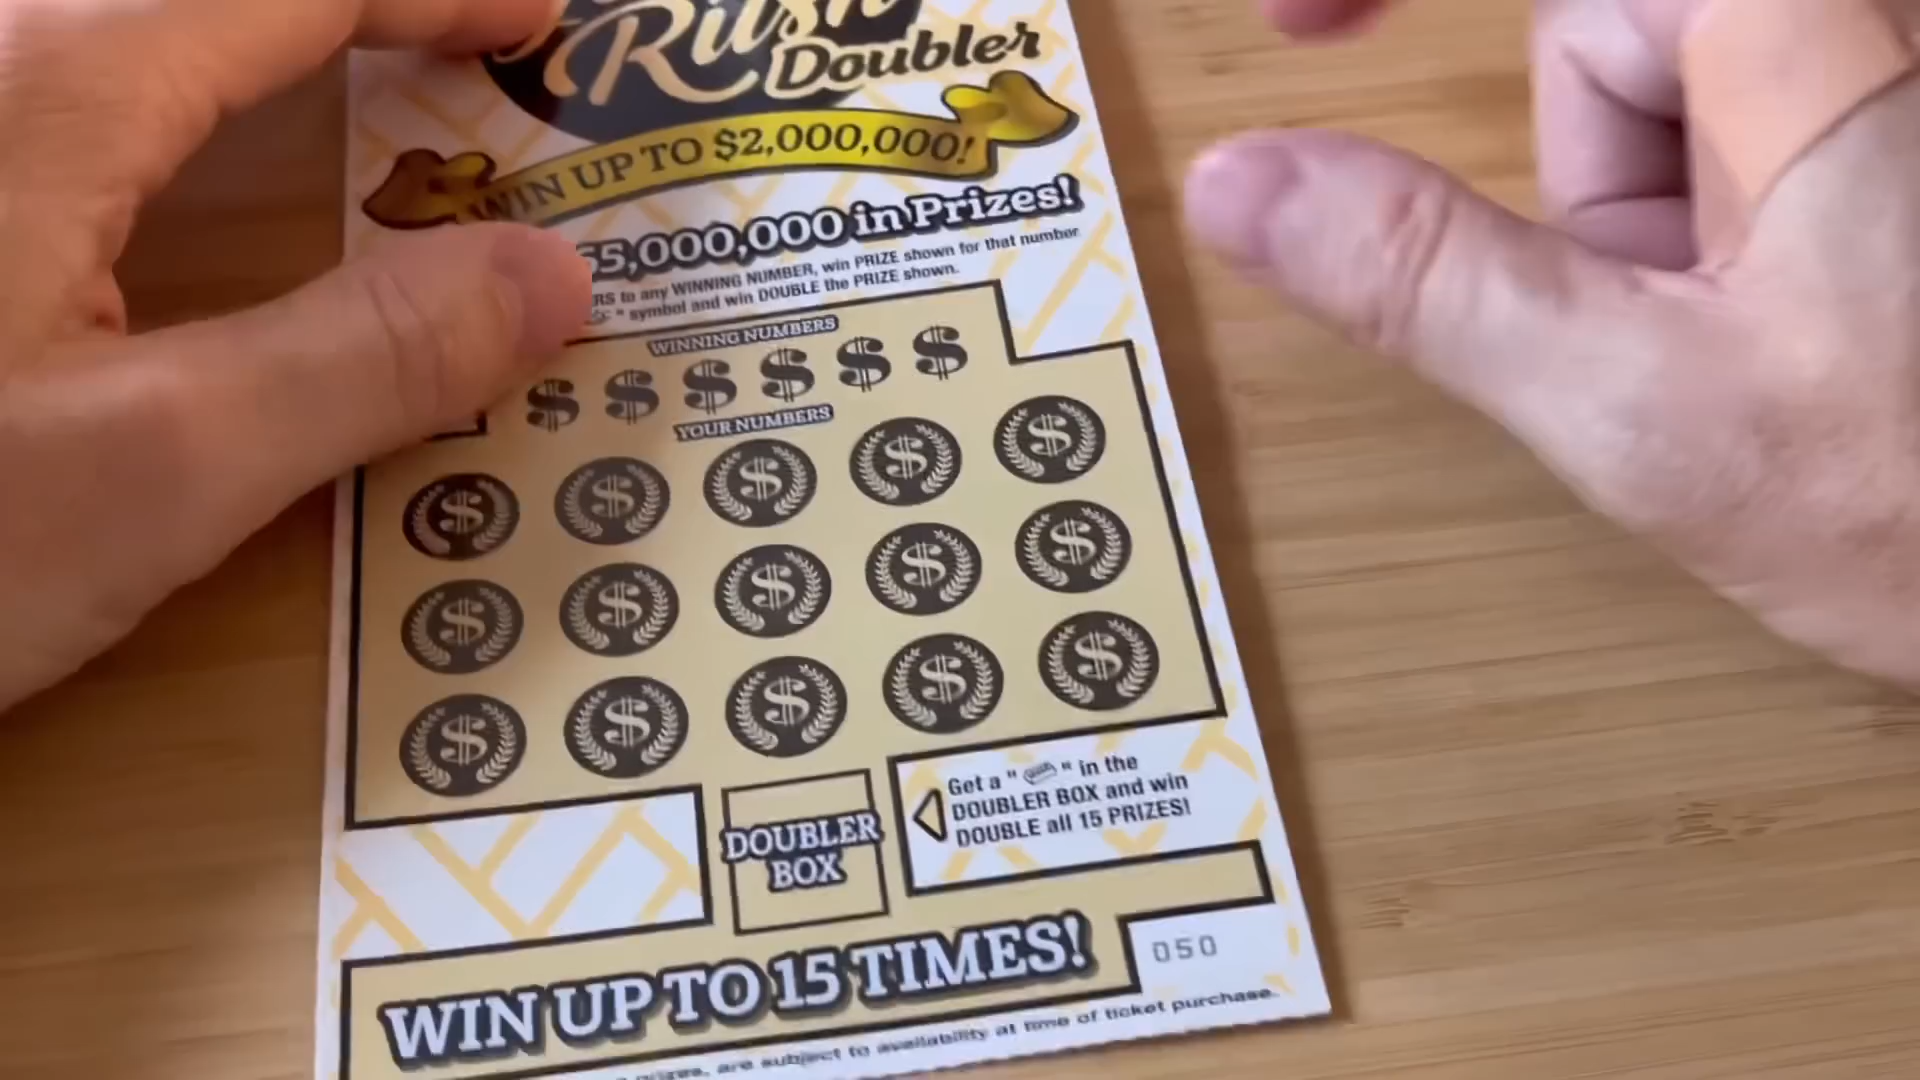 Rush
Doubler
WIN UP TO $2,000,000!
5,000,000 in Prizes!
to any WINNING NUMBER, win PRIZE shown for that number.
" symbol and win DOUBLE the PRIZE shown.
WINNING NUMBERS
$ $ $ $ $ $
YOUR NUMBERS
$ $ $ $ $
$ $ $ $ $
$ $ $ $ $
Get a " " in the
DOUBLER BOX and win
DOUBLE all 15 PRIZES!
DOUBLER
BOX
WIN UP TO 15 TIMES!
050
prizes, are subject to availability at time of ticket purchase.